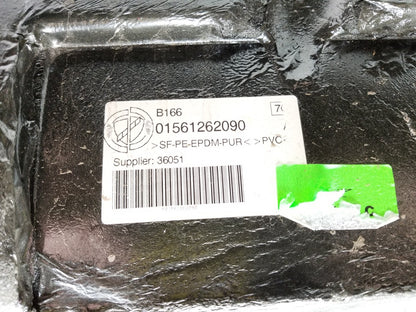 B166
01561262090
>SF-PE-EPDM-PUR< >PVC
Supplier: 36051
C